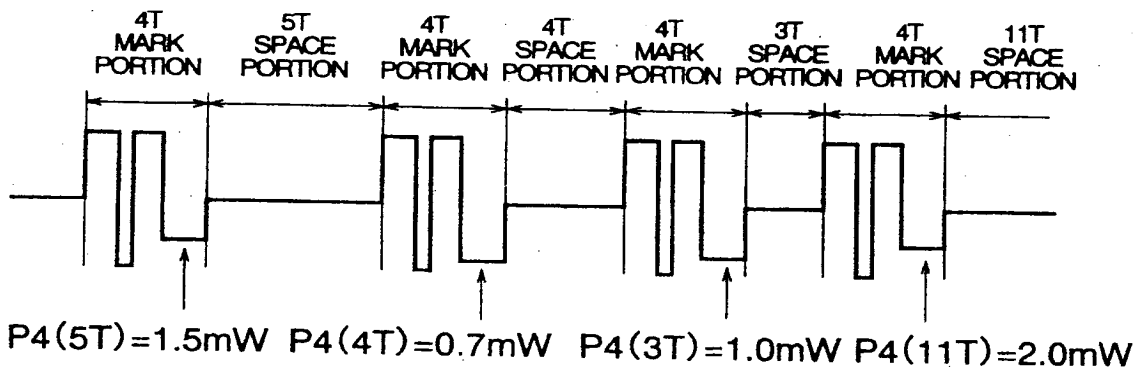 4T
MARK
PORTION
5T
SPACE
PORTION
4T
MARK
PORTION
4T
SPACE
PORTION
4T
MARK
PORTION
3T
SPACE
PORTION
4T
MARK
PORTION
11T
SPACE
PORTION
P4(5T)=1.5mW P4(4T)=0.7mW P4(3T)=1.0mW P4(11T)=2.0mW